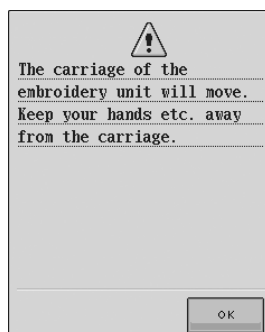 The carriage of the
embroidery unit will move.
Keep your hands etc. away
from the carriage.
OK